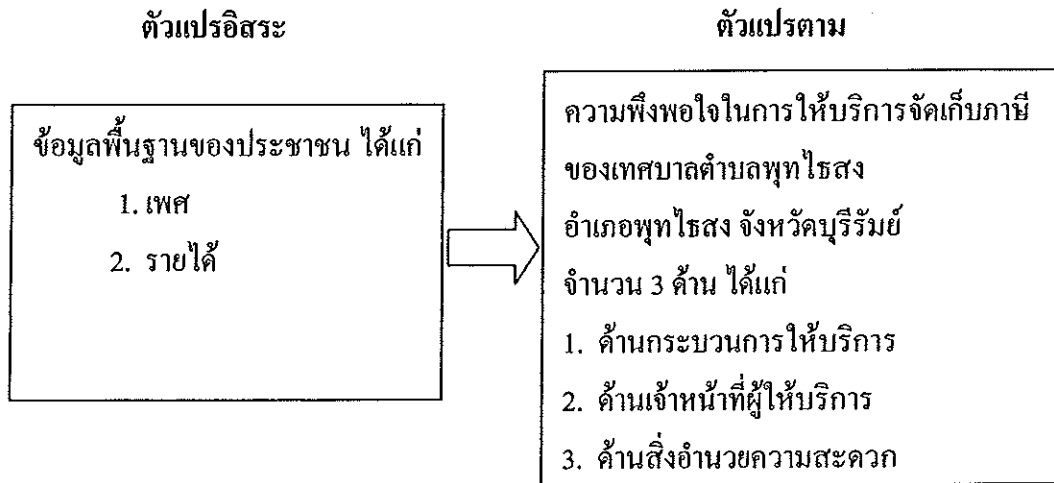 ตัวแปรอิสระ
ข้อมูลพื้นฐานของประชาชน ได้แก่
1. เพศ
2. รายได้
ตัวแปรตาม
ความพึงพอใจในการให้บริการจัดเก็บภาษี
ของเทศบาลตำบลพุทไธสง
อำเภอพุทไธสง จังหวัดบุรีรัมย์
จำนวน 3 ด้าน ได้แก่
1. ด้านกระบวนการให้บริการ
2. ด้านเจ้าหน้าที่ผู้ให้บริการ
3. ด้านสิ่งอำนวยความสะดวก